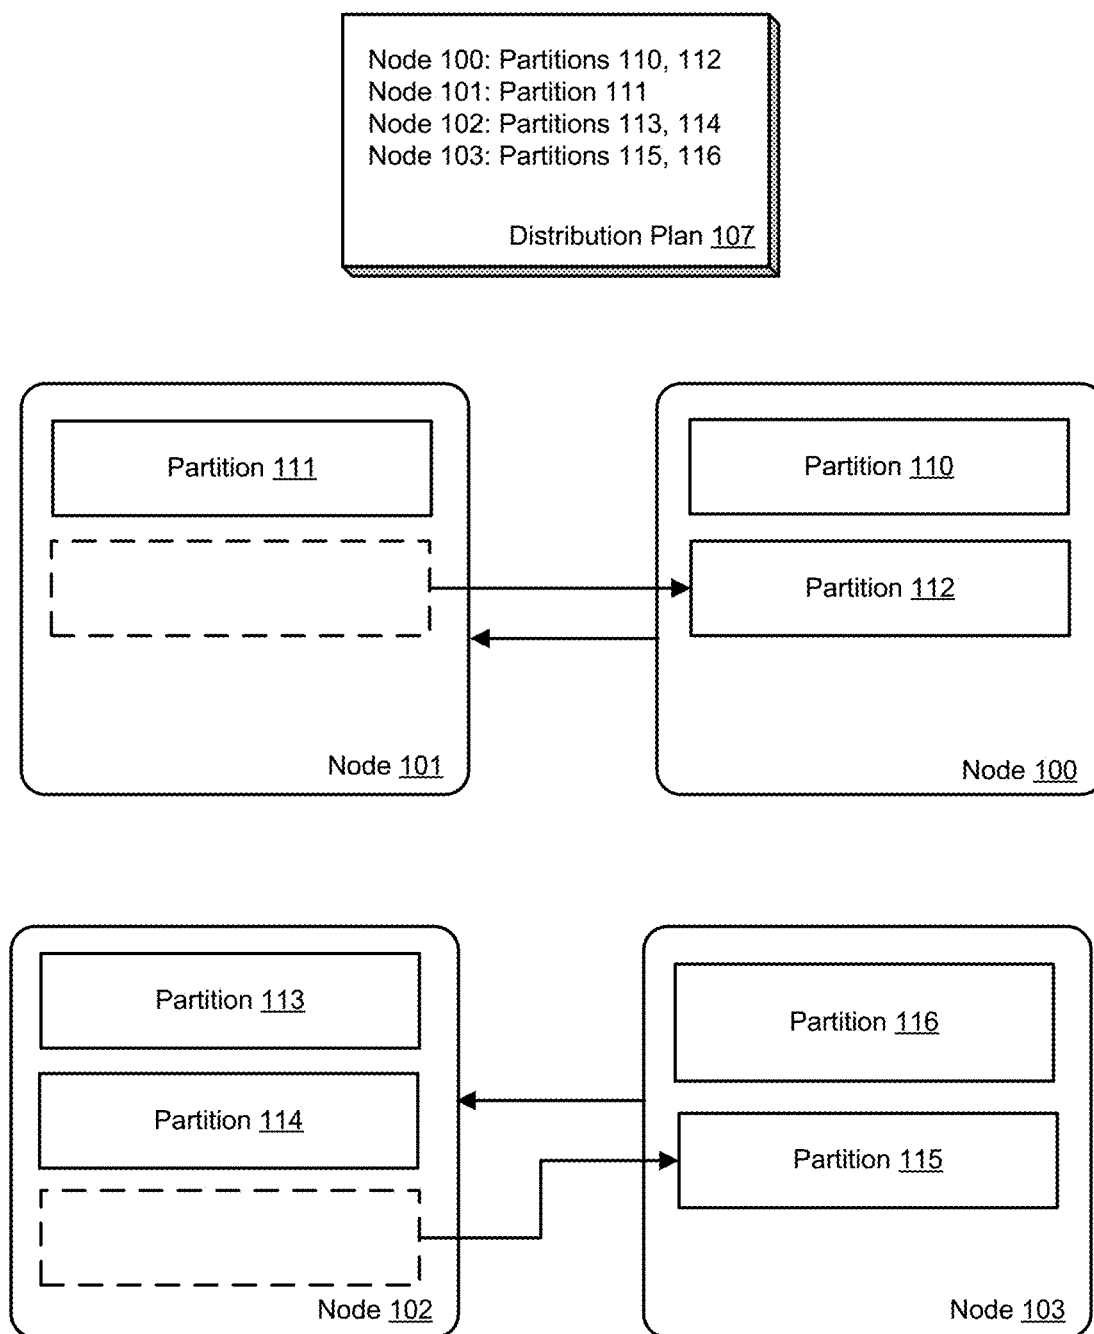 Node 100: Partitions 110, 112
Node 101: Partition 111
Node 102: Partitions 113, 114
Node 103: Partitions 115, 116
Distribution Plan 107
Partition 111
Node 101
Partition 110
Partition 112
Node 100
Partition 113
Partition 114
Node 102
Partition 116
Partition 115
Node 103